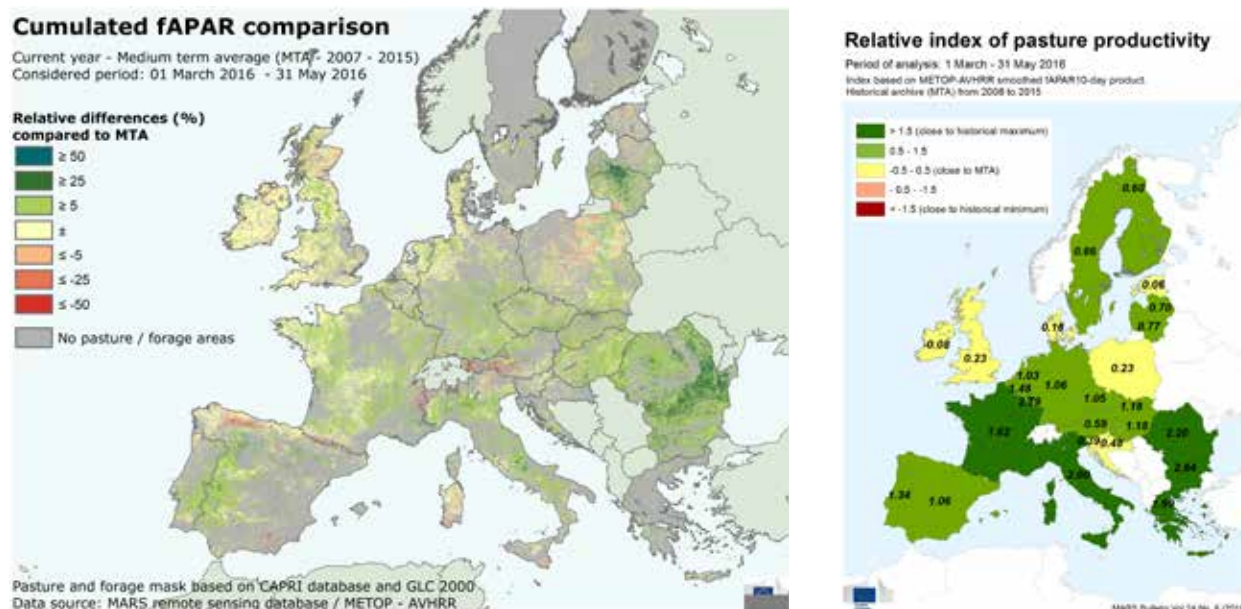 Cumulated fAPAR comparison
Current year - Medium term average (MTA - 2007 - 2015)
Considered period: 01 March 2016 - 31 May 2016
Relative differences (%)
compared to MTA
≥ 50
≥ 25
≥ 5
±
≤ -5
≤ -25
≤ -50
No pasture / forage areas
Pasture and forage mask based on CAPRI database and GLC 2000
Data source: MARS remote sensing database / METOP - AVHRR
Relative index of pasture productivity
Period of analysis: 1 March - 31 May 2016
Index based on METOP-AVHRR smoothed fAPAR10-day product.
Historical archive (MTA) from 2008 to 2015
> 1.5 (close to historical maximum)
0.5 - 1.5
-0.5 - 0.5 (close to MTA)
- 0.5 - -1.5
< -1.5 (close to historical minimum)
0.66
0.06
0.77
0.16
-0.08
0.23
0.23
1.03
1.06
1.05
1.18
0.59
1.18
2.20
1.34
1.06
MARS Bulletin Vol